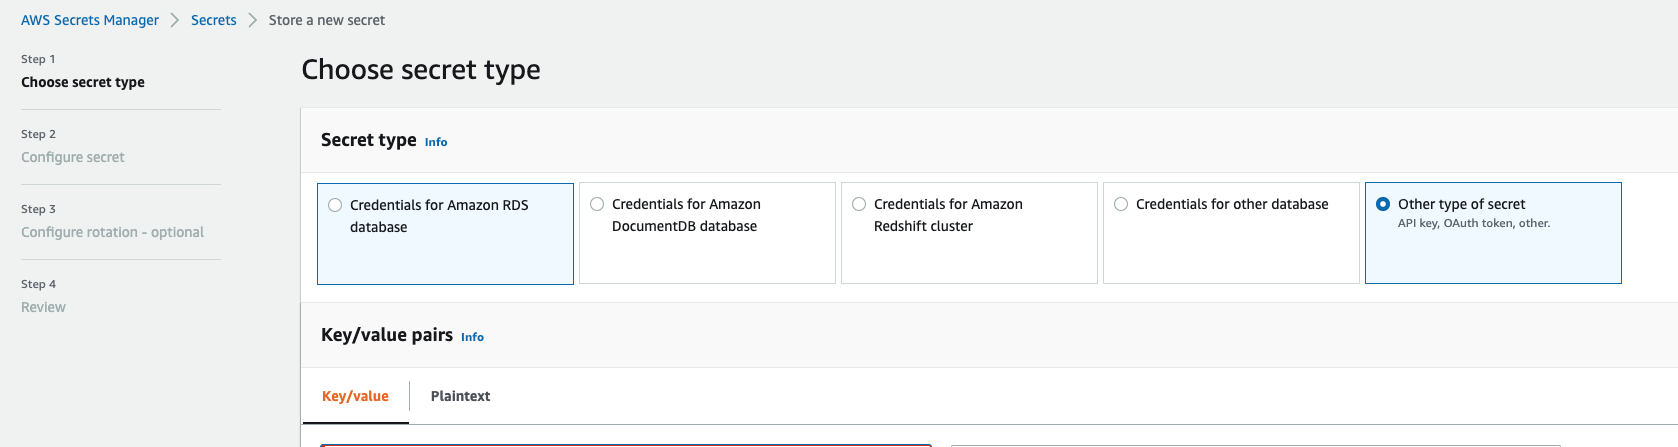 AWS Secrets Manager > Secrets > Store a new secret
Step 1
Choose secret type
Step 2
Configure secret
Step 3
Configure rotation - optional
Step 4
Review
Choose secret type
Secret type Info
Credentials for Amazon RDS
database
Credentials for Amazon
DocumentDB database
Credentials for Amazon
Redshift cluster
Credentials for other database
Other type of secret
API key, OAuth token, other.
Key/value pairs Info
Key/value
Plaintext